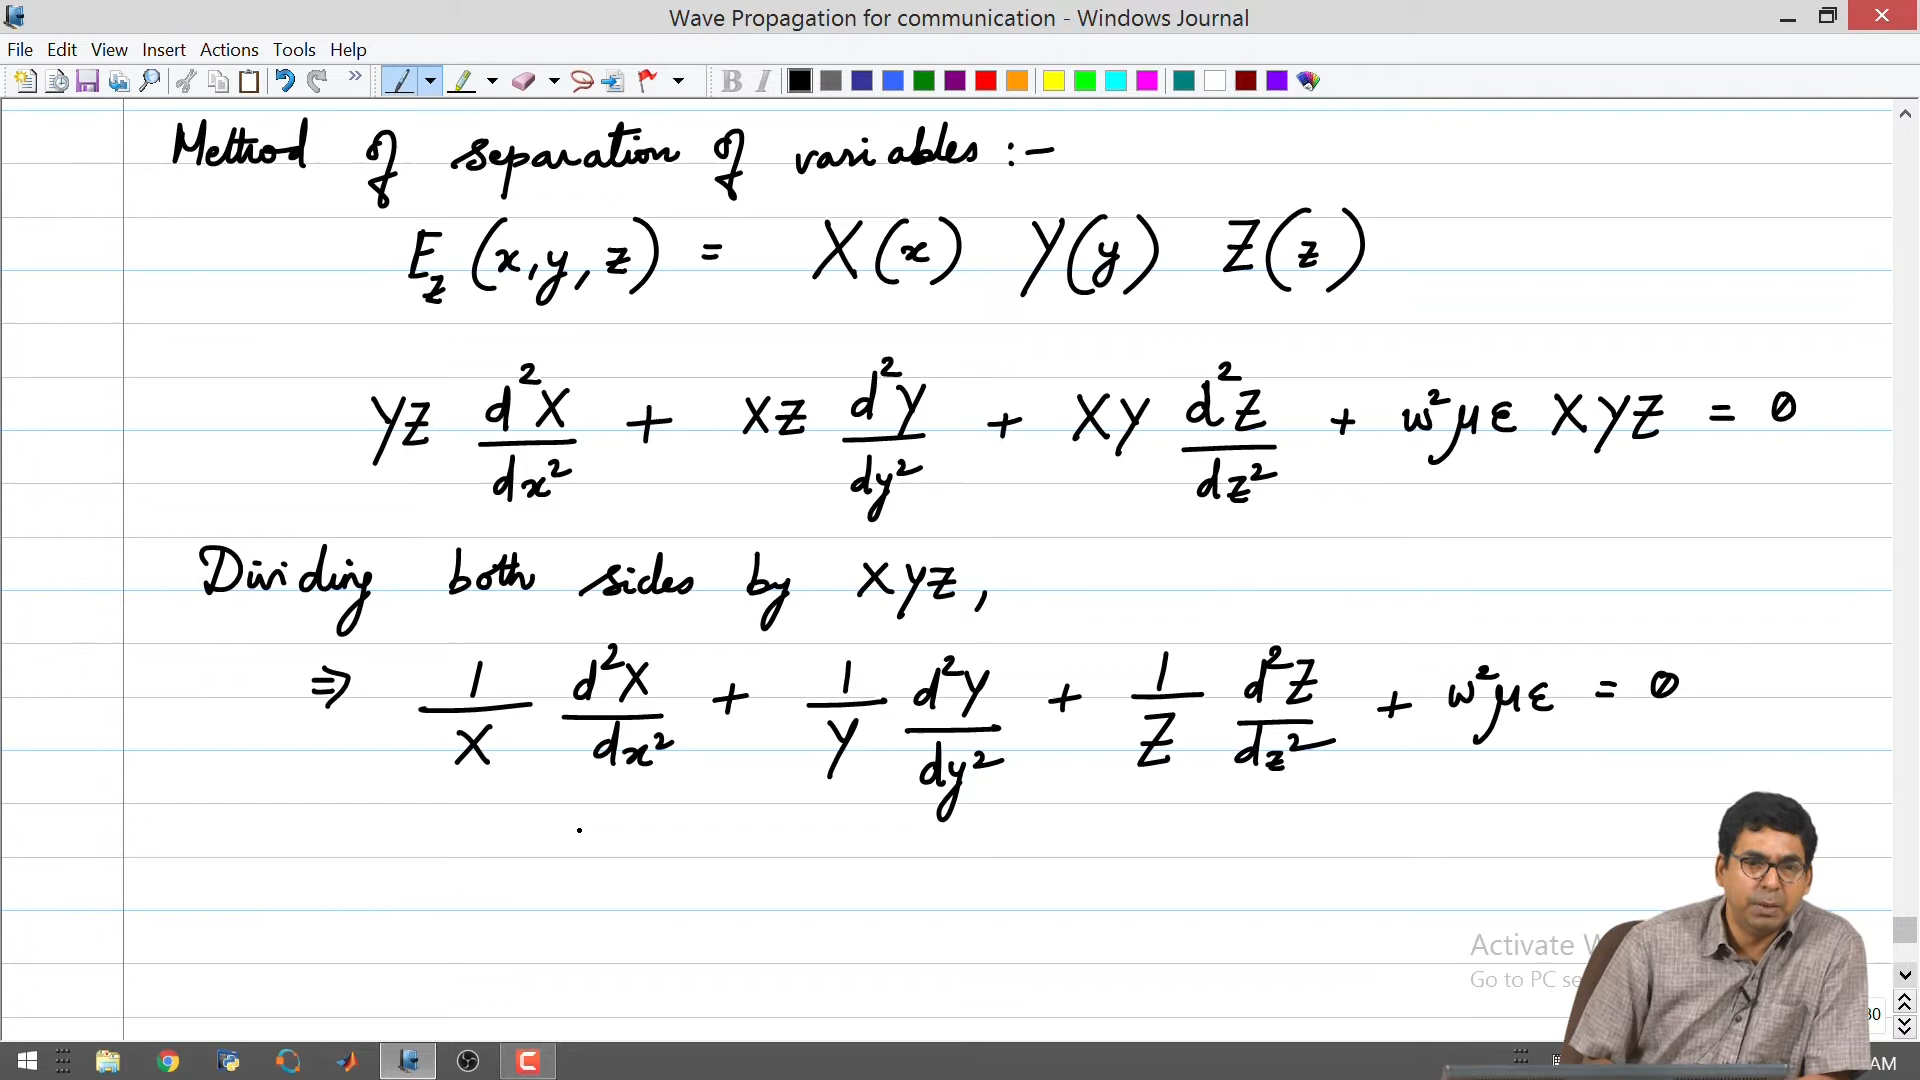 Wave Propagation for communication - Windows Journal
File Edit View Insert Actions Tools Help
B I
Method of separation of variables :-
E_z (x, y, z) = X(x) Y(y) Z(z)
YZ d²X/dx² + XZ d²Y/dy² + XY d²Z/dz² + ω²με XYZ = 0
Dividing both sides by XYZ,
⇒ 1/X d²X/dx² + 1/Y d²Y/dy² + 1/Z d²Z/dz² + ω²με = 0
Activate
Go to PC
AM